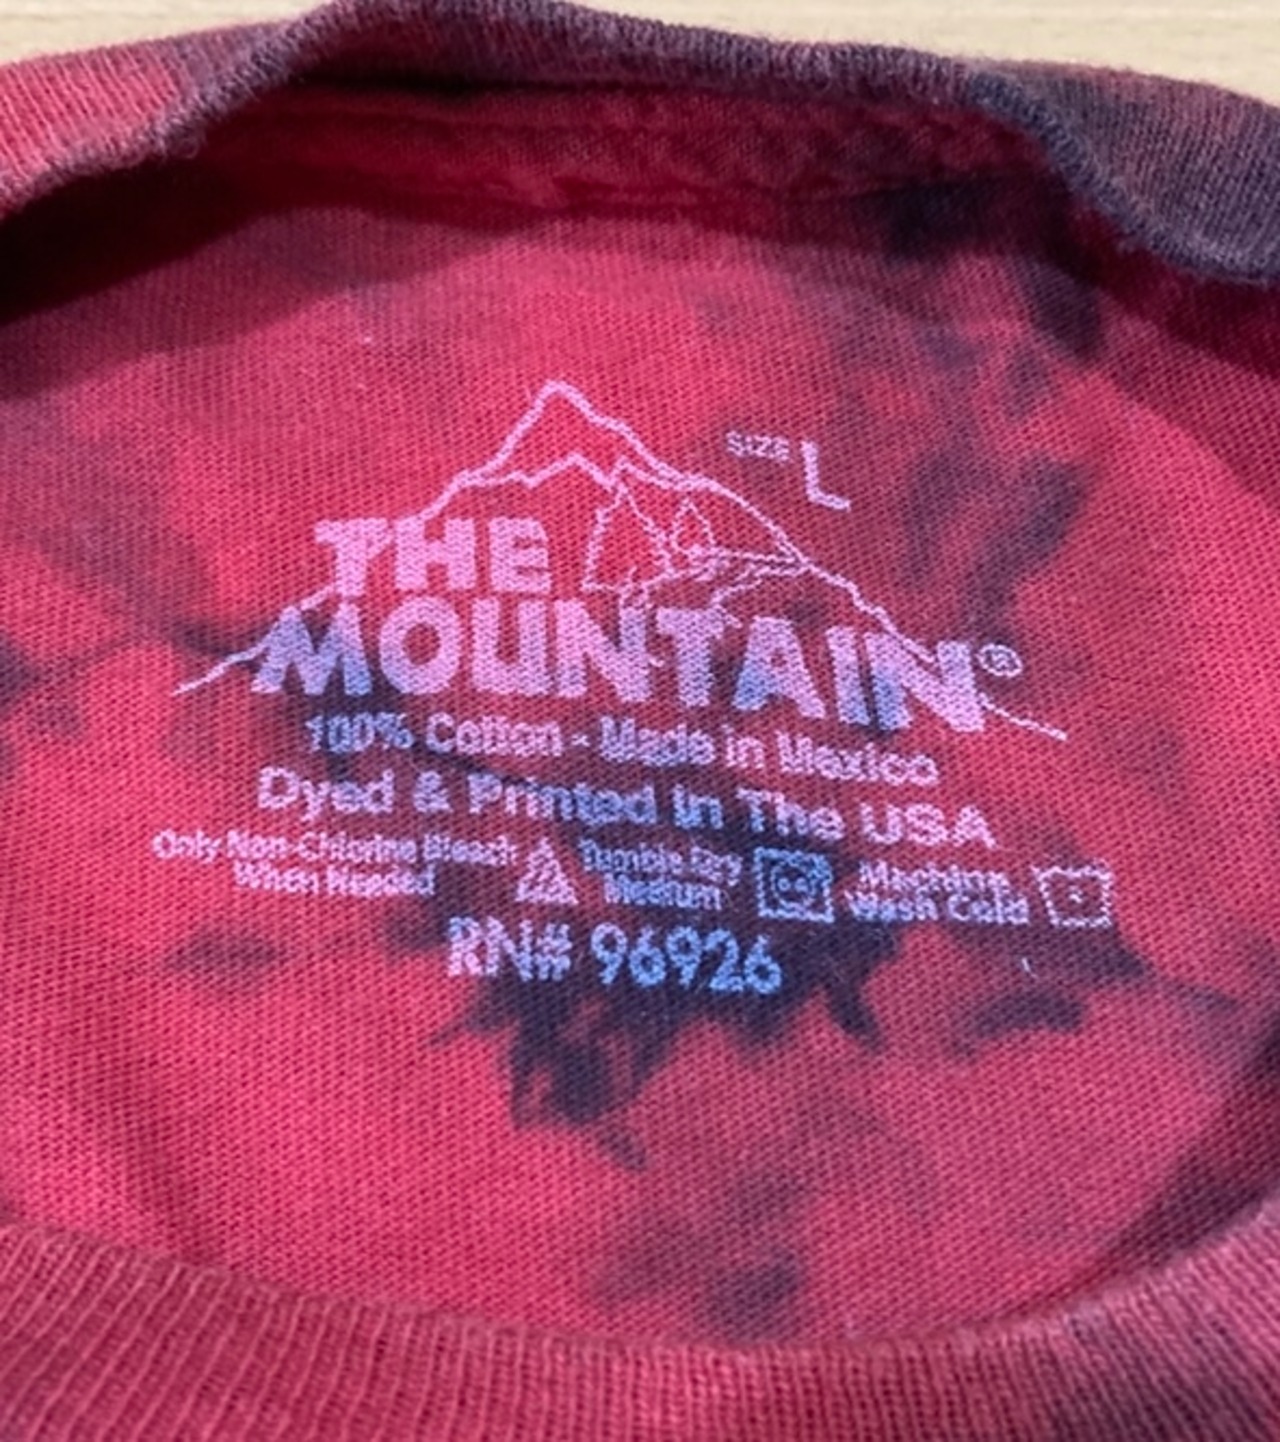 SIZE L
THE
MOUNTAIN®
100% Cotton - Made in Mexico
Dyed & Printed In The USA
Only Non-Chlorine Bleach
When Needed
Tumble Dry
Medium
Machine
Wash Cold
RN# 96926